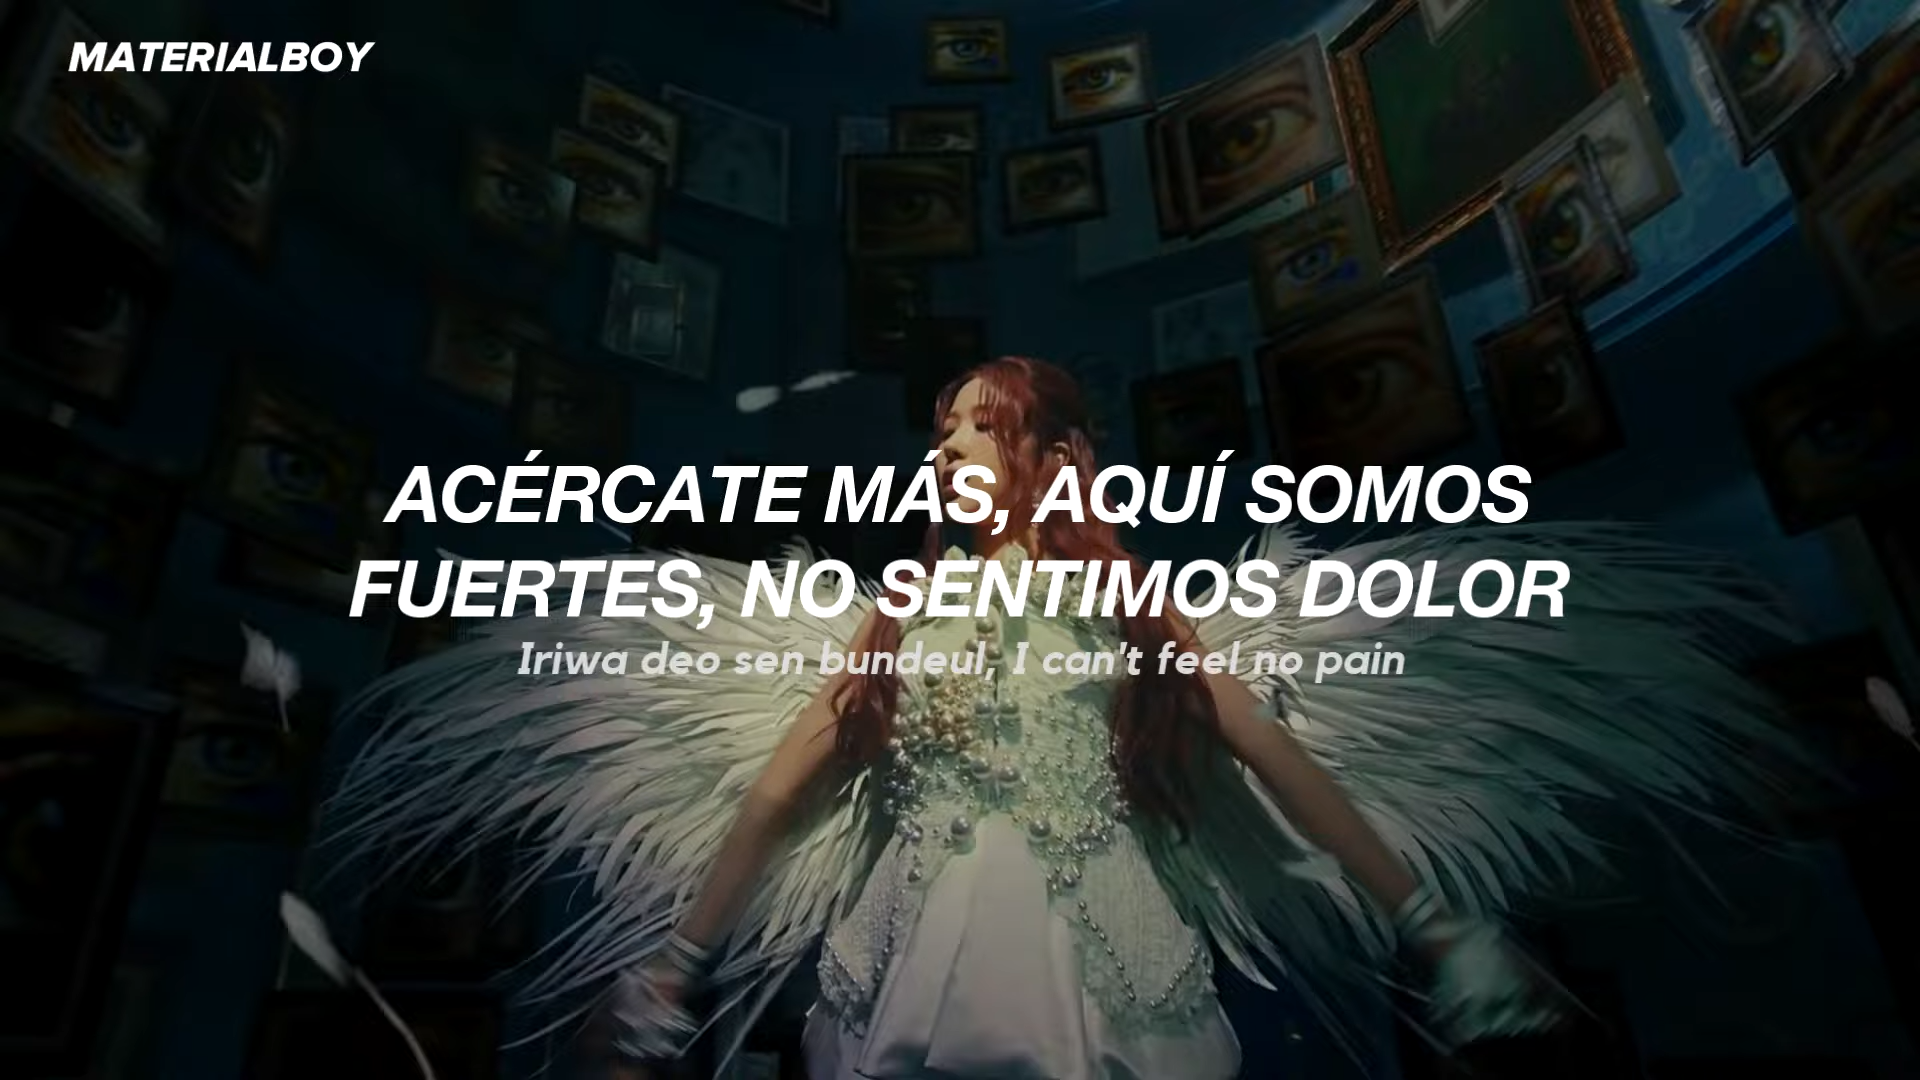 MATERIALBOY
ACÉRCATE MÁS, AQUÍ SOMOS
FUERTES, NO SENTIMOS DOLOR
Iriwa deo sen bundeul, I can't feel no pain